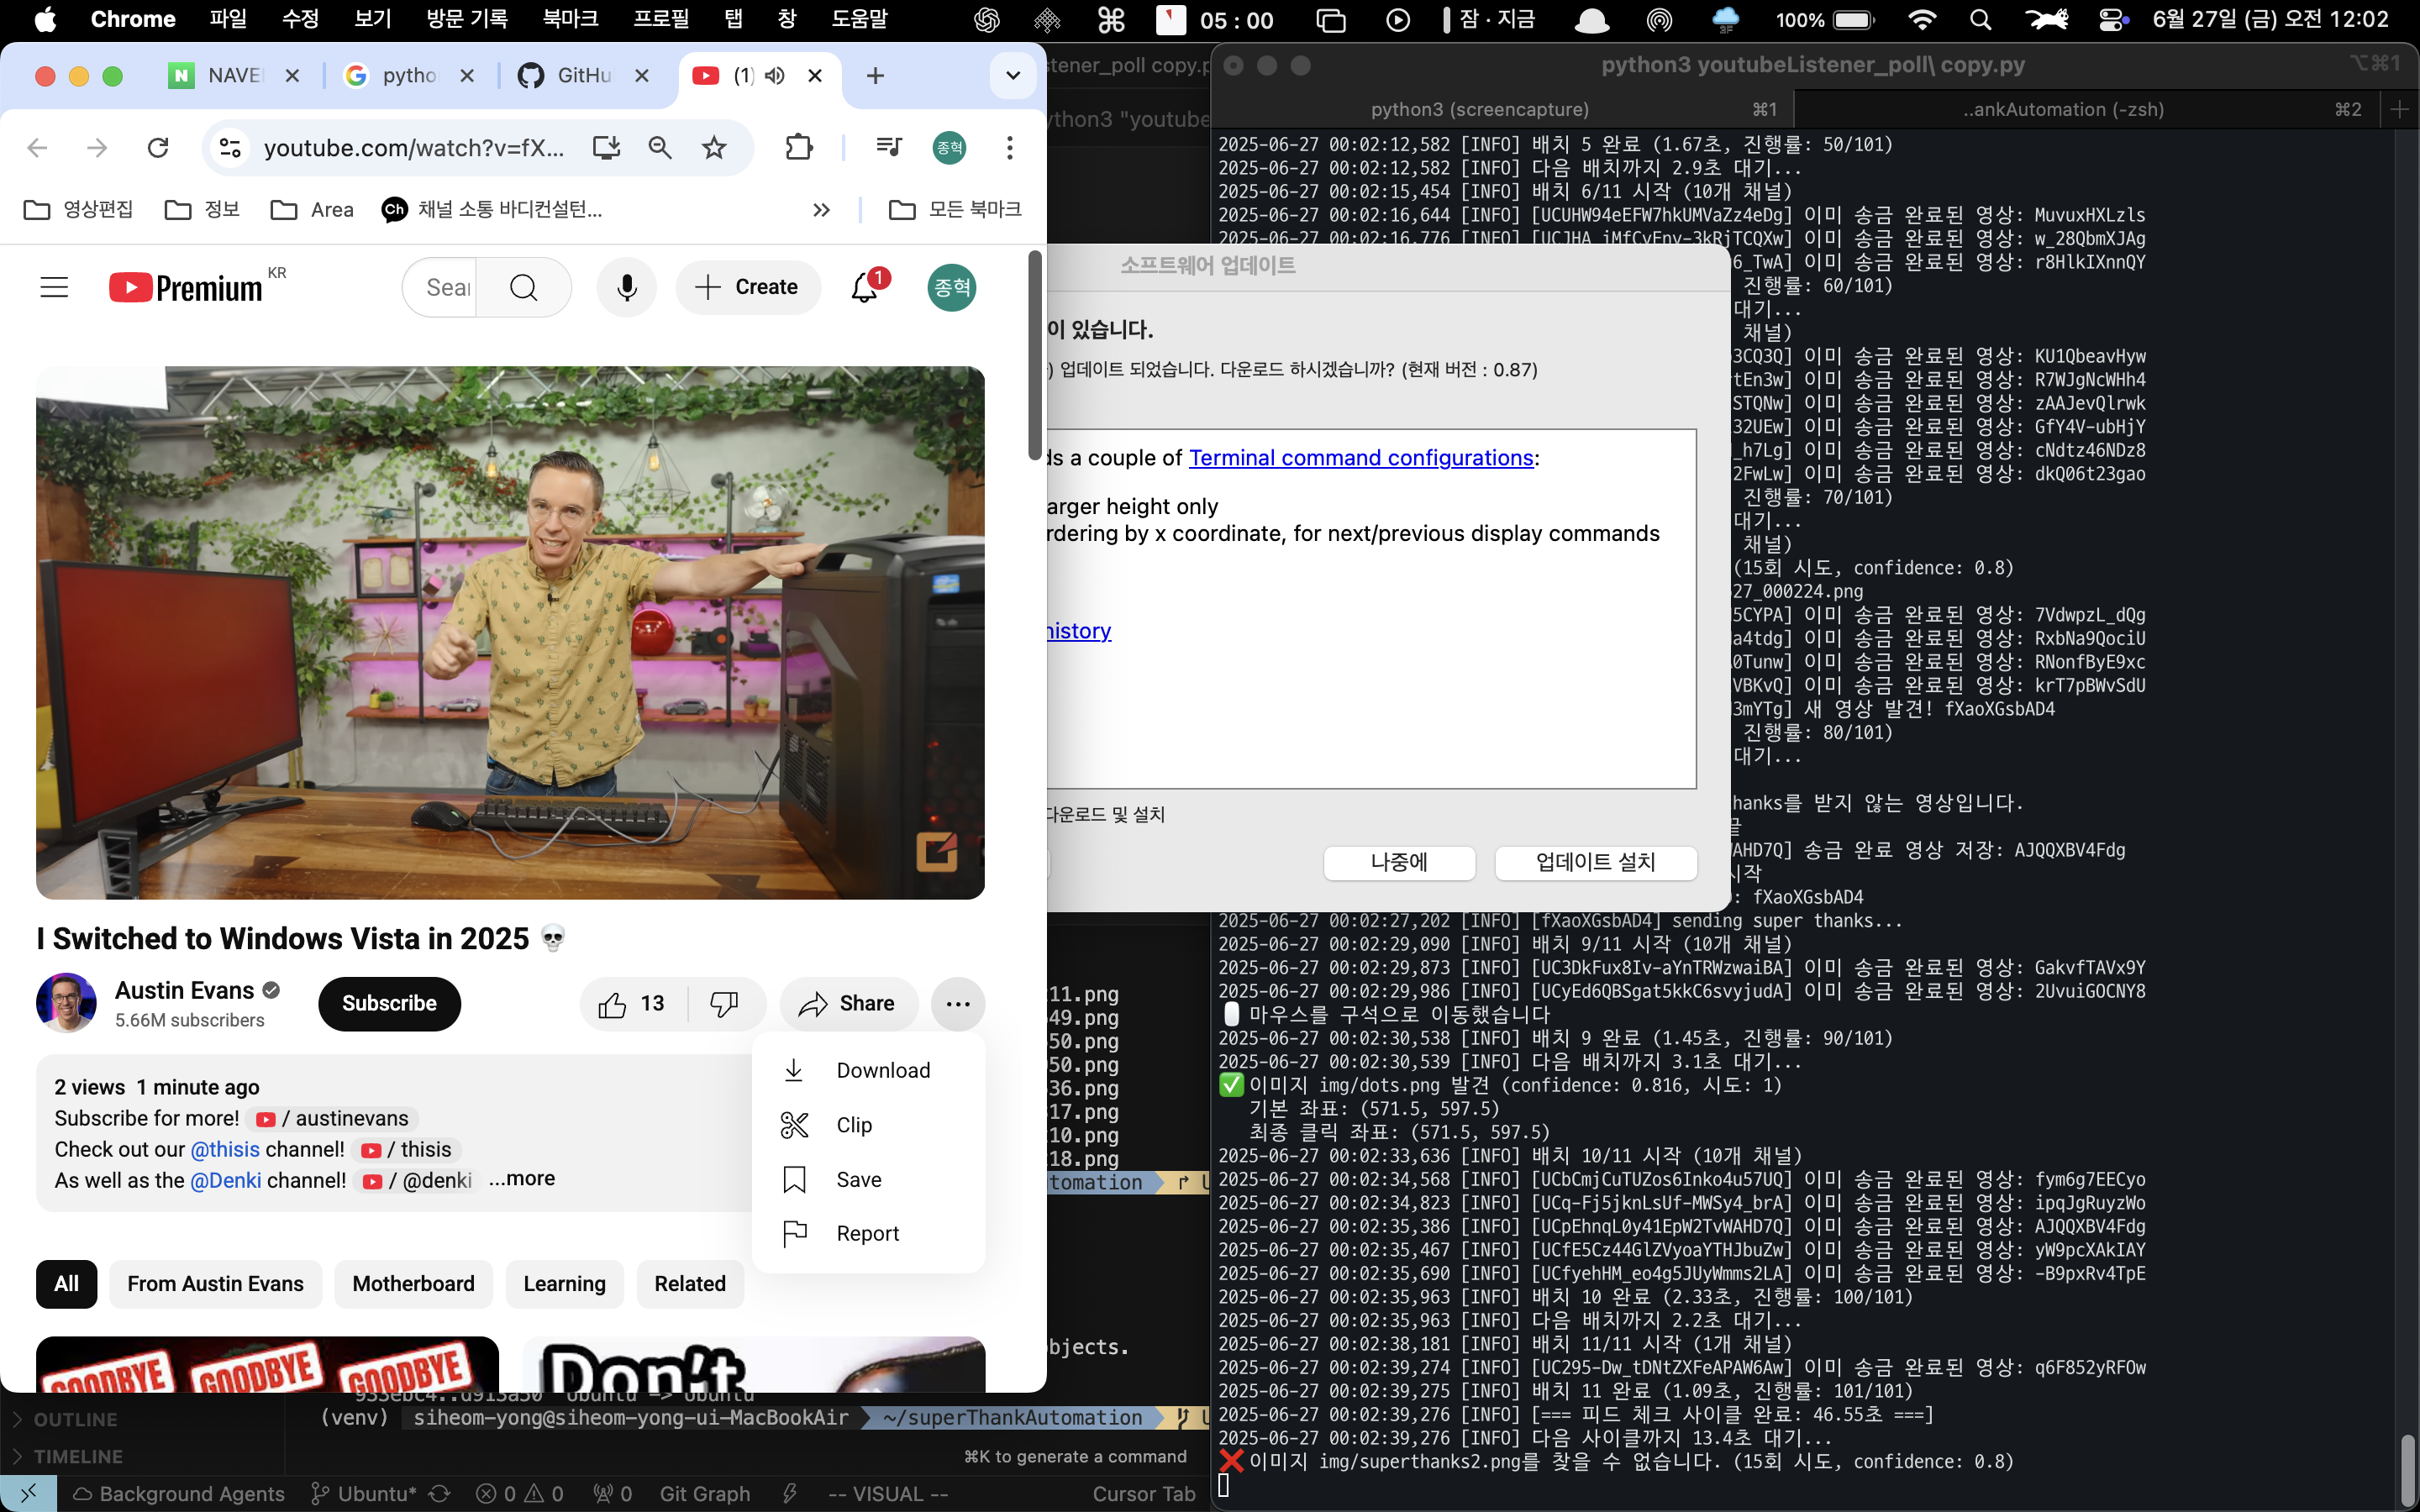 Chrome 파일 수정 보기 방문 기록 북마크 프로필 탭 창 도움말 05 : 00 잠 · 지금 3F 100% 6월 27일 (금) 오전 12:02
NAVE pytho GitHu (1)
youtube.com/watch?v=fX... 종혁
영상편집 정보 Area Ch 채널 소통 바디컨설턴... 모든 북마크
Premium KR Sear Create 1 종혁
I Switched to Windows Vista in 2025 💀
Austin Evans
5.66M subscribers
Subscribe
13 Share
Download
Clip
Save
Report
2 views 1 minute ago
Subscribe for more! / austinevans
Check out our @thisis channel! / thisis
As well as the @Denki channel! / @denki ...more
All From Austin Evans Motherboard Learning Related
GOODBYE GOODBYE GOODBYE
Don't
stener_poll copy.p
ython3 "youtube
소프트웨어 업데이트
이 있습니다.
) 업데이트 되었습니다. 다운로드 하시겠습니까? (현재 버전 : 0.87)
ds a couple of Terminal command configurations:
arger height only
rdering by x coordinate, for next/previous display commands
history
다운로드 및 설치
나중에 업데이트 설치
11.png
49.png
50.png
50.png
36.png
17.png
10.png
18.png
tomation
bjects.
933ebc4..d913a50 Ubuntu -> Ubuntu
(venv) siheom-yong@siheom-yong-ui-MacBookAir ~/superThankAutomation
⌘K to generate a command
OUTLINE
TIMELINE
Background Agents Ubuntu* 0 0 0 Git Graph -- VISUAL -- Cursor Tab
python3 youtubeListener_poll\ copy.py ⌥⌘1
python3 (screencapture) ⌘1 ..ankAutomation (-zsh) ⌘2
2025-06-27 00:02:12,582 [INFO] 배치 5 완료 (1.67초, 진행률: 50/101)
2025-06-27 00:02:12,582 [INFO] 다음 배치까지 2.9초 대기...
2025-06-27 00:02:15,454 [INFO] 배치 6/11 시작 (10개 채널)
2025-06-27 00:02:16,644 [INFO] [UCUHW94eEFW7hkUMVaZz4eDg] 이미 송금 완료된 영상: MuvuxHXLzls
2025-06-27 00:02:16,776 [INFO] [UCJHA_jMfCvEnv-3kRjTCQXw] 이미 송금 완료된 영상: w_28QbmXJAg
6_TwA] 이미 송금 완료된 영상: r8HlkIXnnQY
진행률: 60/101)
대기...
채널)
3CQ3Q] 이미 송금 완료된 영상: KU1QbeavHyw
tEn3w] 이미 송금 완료된 영상: R7WJgNcWHh4
STQNw] 이미 송금 완료된 영상: zAAJevQlrwk
32UEw] 이미 송금 완료된 영상: GfY4V-ubHjY
_h7Lg] 이미 송금 완료된 영상: cNdtz46NDz8
2FwLw] 이미 송금 완료된 영상: dkQ06t23gao
진행률: 70/101)
대기...
채널)
(15회 시도, confidence: 0.8)
27_000224.png
5CYPA] 이미 송금 완료된 영상: 7VdwpzL_dQg
a4tdg] 이미 송금 완료된 영상: RxbNa9QociU
0Tunw] 이미 송금 완료된 영상: RNonfByE9xc
VBKvQ] 이미 송금 완료된 영상: krT7pBWvSdU
3mYTg] 새 영상 발견! fXaoXGsbAD4
진행률: 80/101)
대기...
hanks를 받지 않는 영상입니다.
끝
AHD7Q] 송금 완료 영상 저장: AJQQXBV4Fdg
시작
: fXaoXGsbAD4
2025-06-27 00:02:27,202 [INFO] [fXaoXGsbAD4] sending super thanks...
2025-06-27 00:02:29,090 [INFO] 배치 9/11 시작 (10개 채널)
2025-06-27 00:02:29,873 [INFO] [UC3DkFux8Iv-aYnTRWzwaiBA] 이미 송금 완료된 영상: GakvfTAVx9Y
2025-06-27 00:02:29,986 [INFO] [UCyEd6QBSgat5kkC6svyjudA] 이미 송금 완료된 영상: 2UvuiGOCNY8
마우스를 구석으로 이동했습니다
2025-06-27 00:02:30,538 [INFO] 배치 9 완료 (1.45초, 진행률: 90/101)
2025-06-27 00:02:30,539 [INFO] 다음 배치까지 3.1초 대기...
✅ 이미지 img/dots.png 발견 (confidence: 0.816, 시도: 1)
기본 좌표: (571.5, 597.5)
최종 클릭 좌표: (571.5, 597.5)
2025-06-27 00:02:33,636 [INFO] 배치 10/11 시작 (10개 채널)
2025-06-27 00:02:34,568 [INFO] [UCbCmjCuTUZos6Inko4u57UQ] 이미 송금 완료된 영상: fym6g7EECyo
2025-06-27 00:02:34,823 [INFO] [UCq-Fj5jknLsUf-MWSy4_brA] 이미 송금 완료된 영상: ipqJgRuyzWo
2025-06-27 00:02:35,386 [INFO] [UCpEhnqL0y41EpW2TvWAHD7Q] 이미 송금 완료된 영상: AJQQXBV4Fdg
2025-06-27 00:02:35,467 [INFO] [UCfE5Cz44GlZVyoaYTHJbuZw] 이미 송금 완료된 영상: yW9pcXAkIAY
2025-06-27 00:02:35,690 [INFO] [UCfyehHM_eo4g5JUyWmms2LA] 이미 송금 완료된 영상: -B9pxRv4TpE
2025-06-27 00:02:35,963 [INFO] 배치 10 완료 (2.33초, 진행률: 100/101)
2025-06-27 00:02:35,963 [INFO] 다음 배치까지 2.2초 대기...
2025-06-27 00:02:38,181 [INFO] 배치 11/11 시작 (1개 채널)
2025-06-27 00:02:39,274 [INFO] [UC295-Dw_tDNtZXFeAPAW6Aw] 이미 송금 완료된 영상: q6F852yRFOw
2025-06-27 00:02:39,275 [INFO] 배치 11 완료 (1.09초, 진행률: 101/101)
2025-06-27 00:02:39,276 [INFO] [=== 피드 체크 사이클 완료: 46.55초 ===]
2025-06-27 00:02:39,276 [INFO] 다음 사이클까지 13.4초 대기...
❌ 이미지 img/superthanks2.png를 찾을 수 없습니다. (15회 시도, confidence: 0.8)